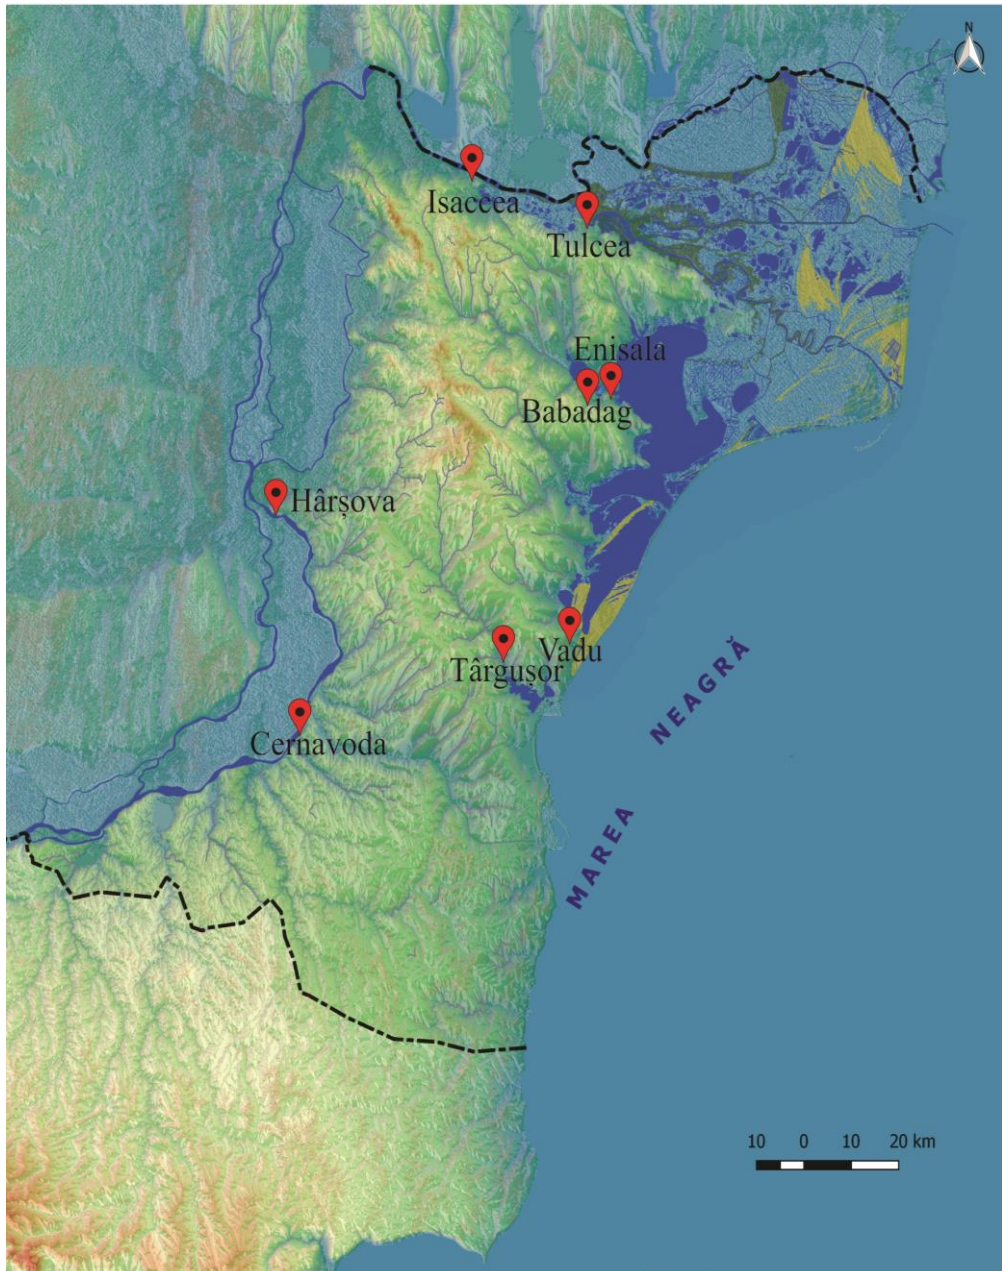 N
Isaccea
Tulcea
Enisala
Babadag
Hârșova
Vadu
Târgușor
Cernavoda
MAREA NEAGRĂ
10 0 10 20 km